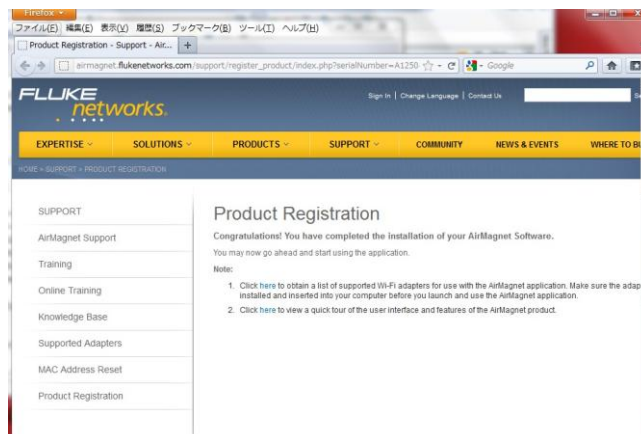 Firefox
ファイル(F) 編集(E) 表示(V) 履歴(S) ブックマーク(B) ツール(T) ヘルプ(H)
Product Registration - Support - Air... +
airmagnet.flukenetworks.com/support/register_product/index.php?serialNumber=A1250 Google
FLUKE networks.
Sign In | Change Language | Contact Us
EXPERTISE SOLUTIONS PRODUCTS SUPPORT COMMUNITY NEWS & EVENTS WHERE TO BU
HOME > SUPPORT > PRODUCT REGISTRATION
SUPPORT
AirMagnet Support
Training
Online Training
Knowledge Base
Supported Adapters
MAC Address Reset
Product Registration
Product Registration
Congratulations! You have completed the installation of your AirMagnet Software.
You may now go ahead and start using the application.
Note:
1. Click here to obtain a list of supported Wi-Fi adapters for use with the AirMagnet application. Make sure the adap
installed and inserted into your computer before you launch and use the AirMagnet application.
2. Click here to view a quick tour of the user interface and features of the AirMagnet product.